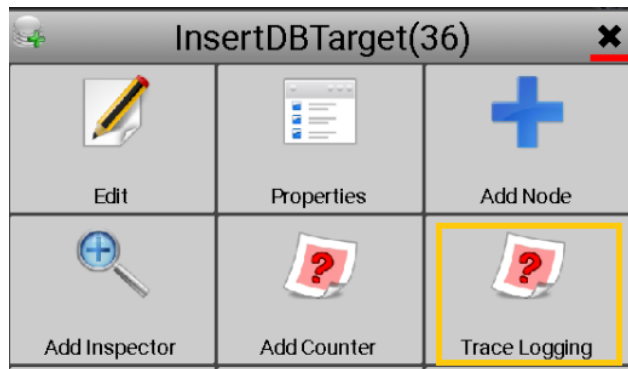 InsertDBTarget(36)
Edit Properties Add Node
Add Inspector Add Counter Trace Logging